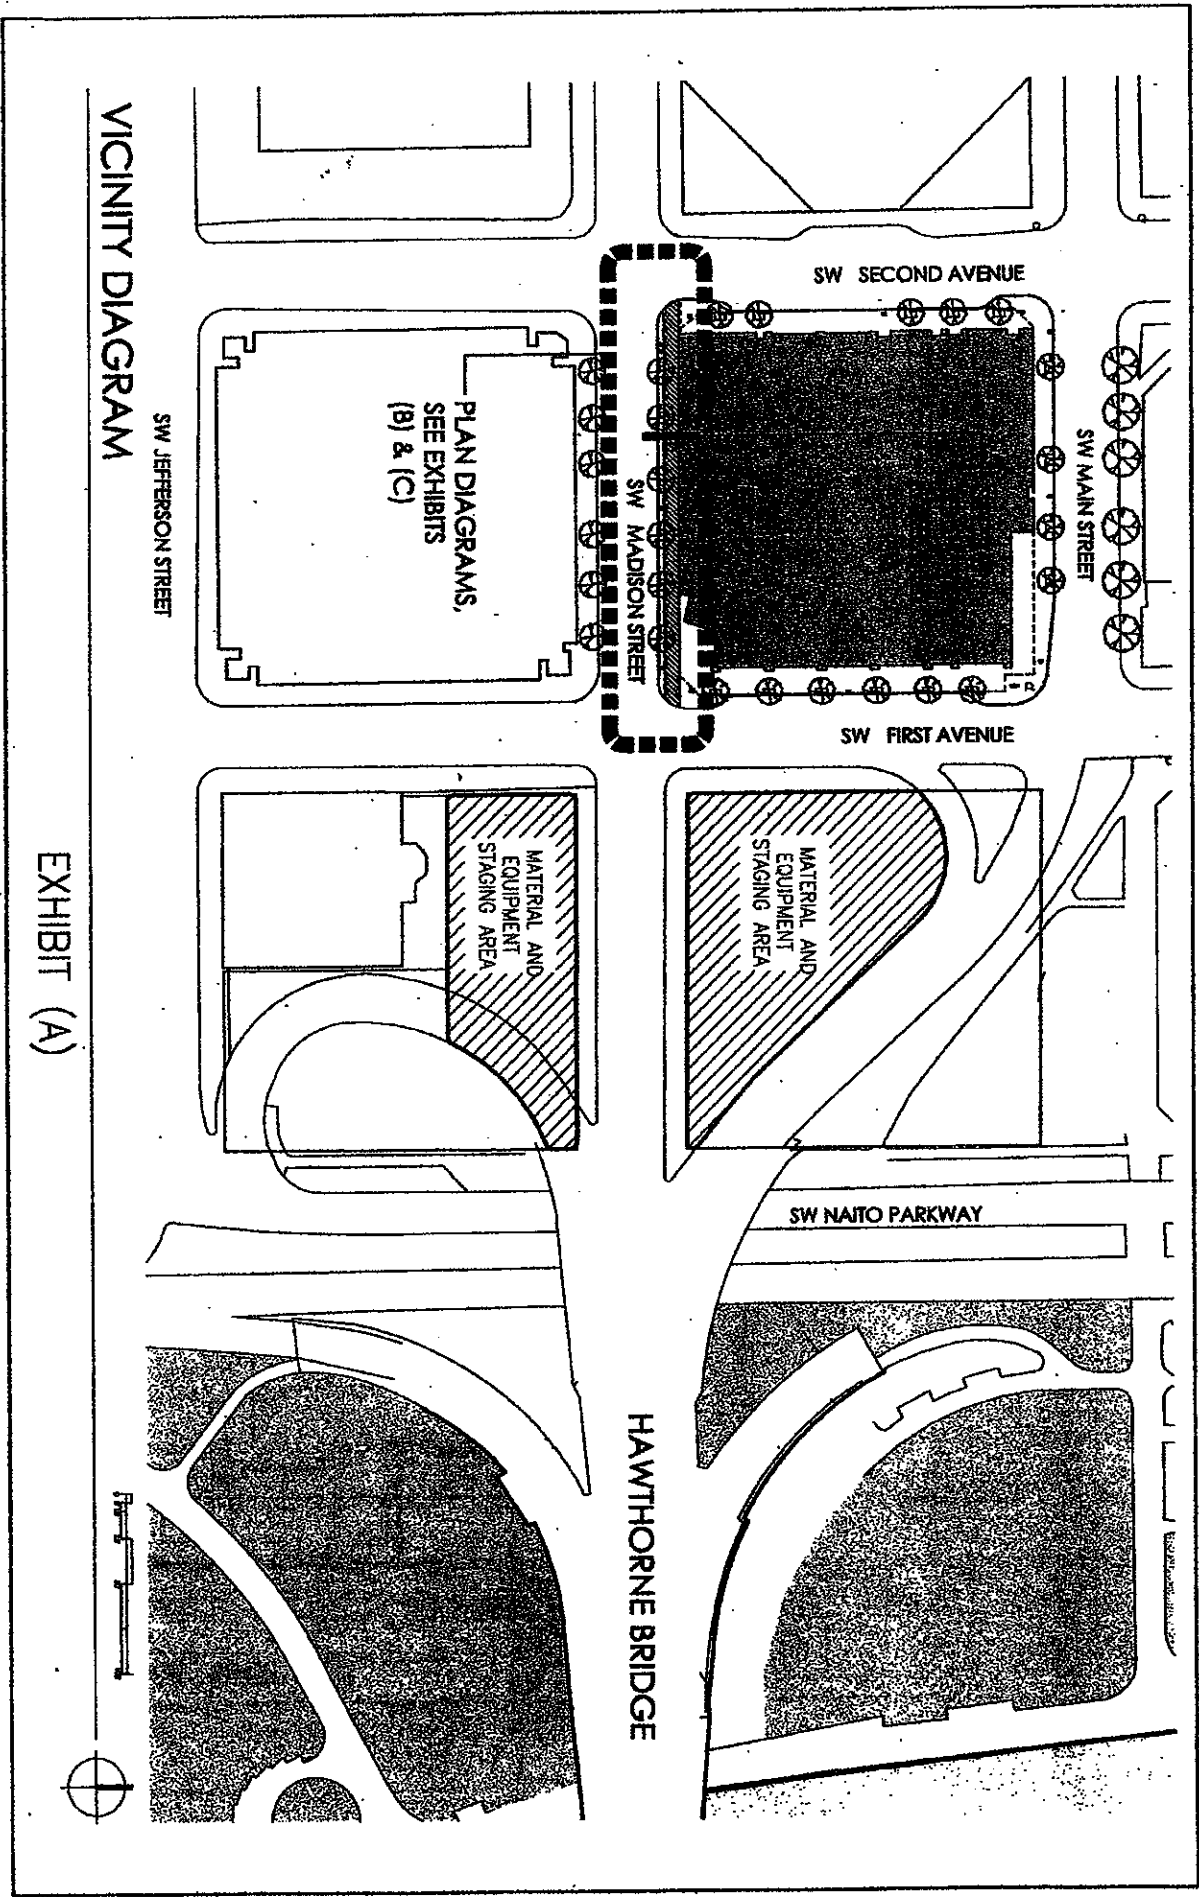 SW MAIN STREET
SW SECOND AVENUE
SW FIRST AVENUE
SW NAITO PARKWAY
MATERIAL AND
EQUIPMENT
STAGING AREA
SW MADISON STREET
HAWTHORNE BRIDGE
PLAN DIAGRAMS,
SEE EXHIBITS
(B) & (C)
MATERIAL AND
EQUIPMENT
STAGING AREA
SW JEFFERSON STREET
VICINITY DIAGRAM
EXHIBIT (A)